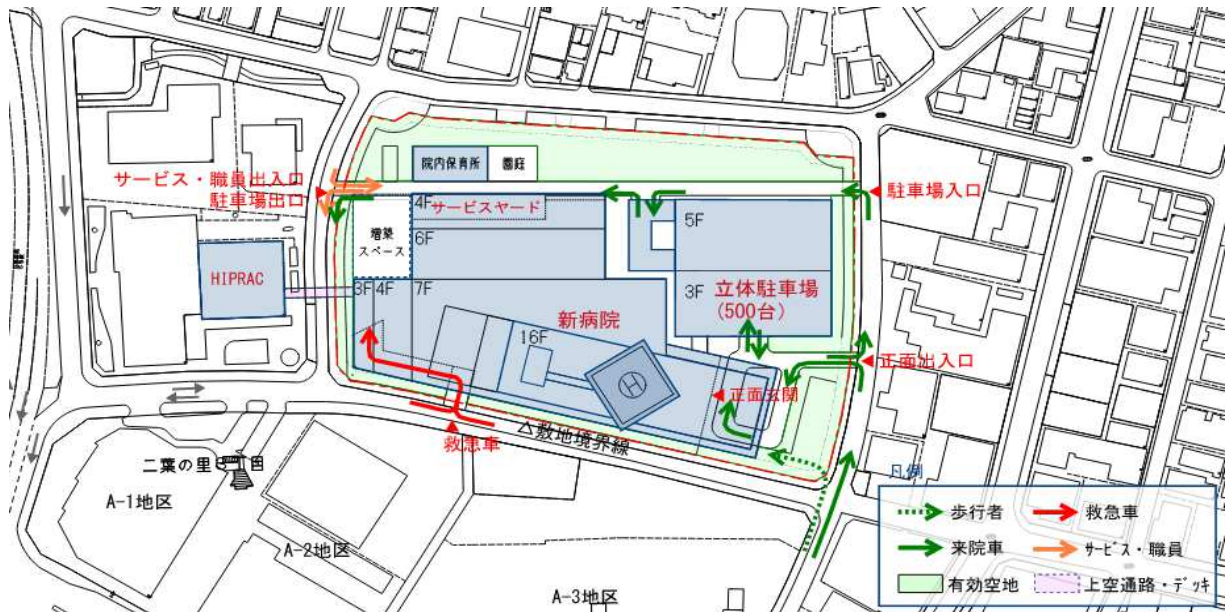 院内保育所
園庭
サービス・職員出入口
駐車場出口
駐車場入口
4F
サービスヤード
5F
増築
スペース
6F
HIPRAC
3F
4F
7F
3F
立体駐車場
(500台)
新病院
16F
H
正面出入口
正面玄関
救急車
△敷地境界線
二葉の里
A-1地区
A-2地区
A-3地区
凡例
歩行者
救急車
来院車
サービス・職員
有効空地
上空通路・デッキ